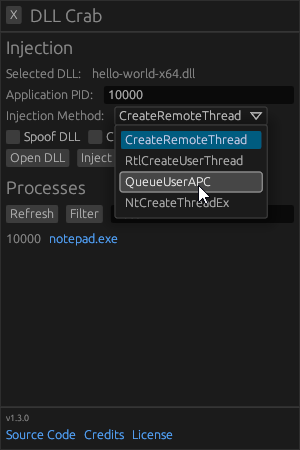 X DLL Crab
Injection
Selected DLL: hello-world-x64.dll
Application PID: 10000
Injection Method: CreateRemoteThread
CreateRemoteThread
Spoof DLL
RtlCreateUserThread
Open DLL Inject
QueueUserAPC
NtCreateThreadEx
Processes
Refresh Filter
10000 notepad.exe
v1.3.0
Source Code Credits License